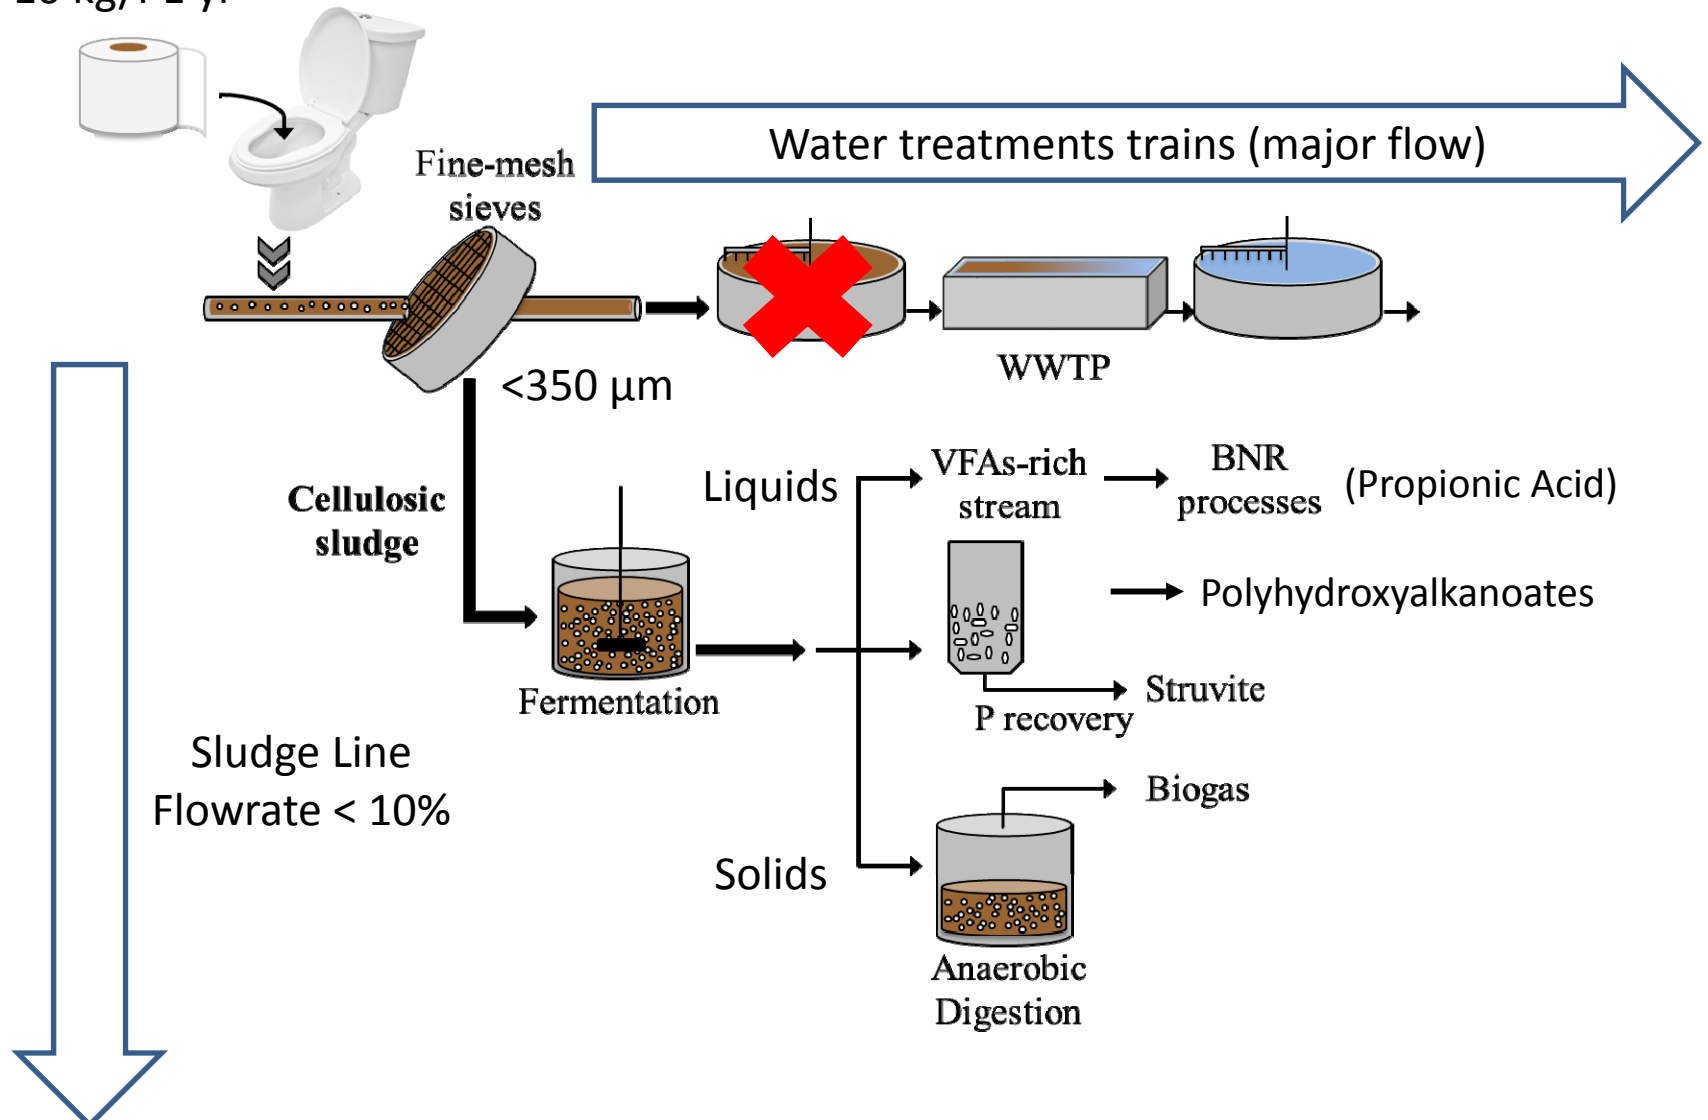 Water treatments trains (major flow)
Fine-mesh
sieves
<350 µm
WWTP
Cellosic
sludge
Liquids
VFAs-rich
stream
BNR
processes
(Propionic Acid)
Polyhydroxyalkanoates
Fermentation
Struvite
P recovery
Sludge Line
Flowrate < 10%
Biogas
Solids
Anaerobic
Digestion